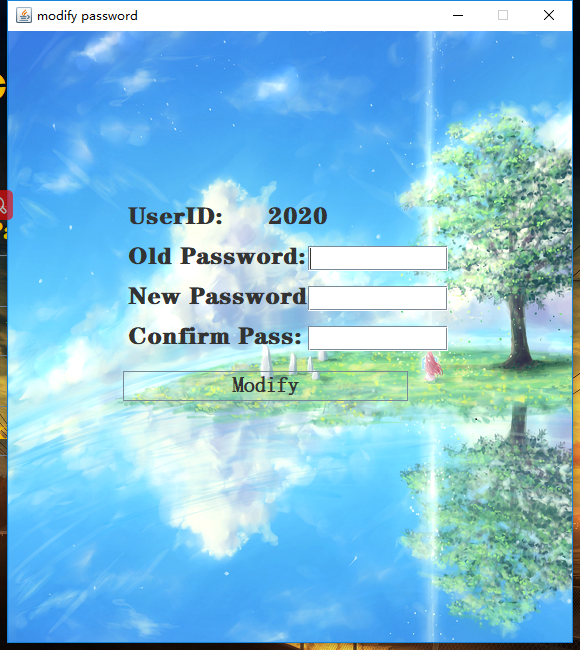 modify password
UserID: 2020
Old Password:
New Password
Confirm Pass:
Modify